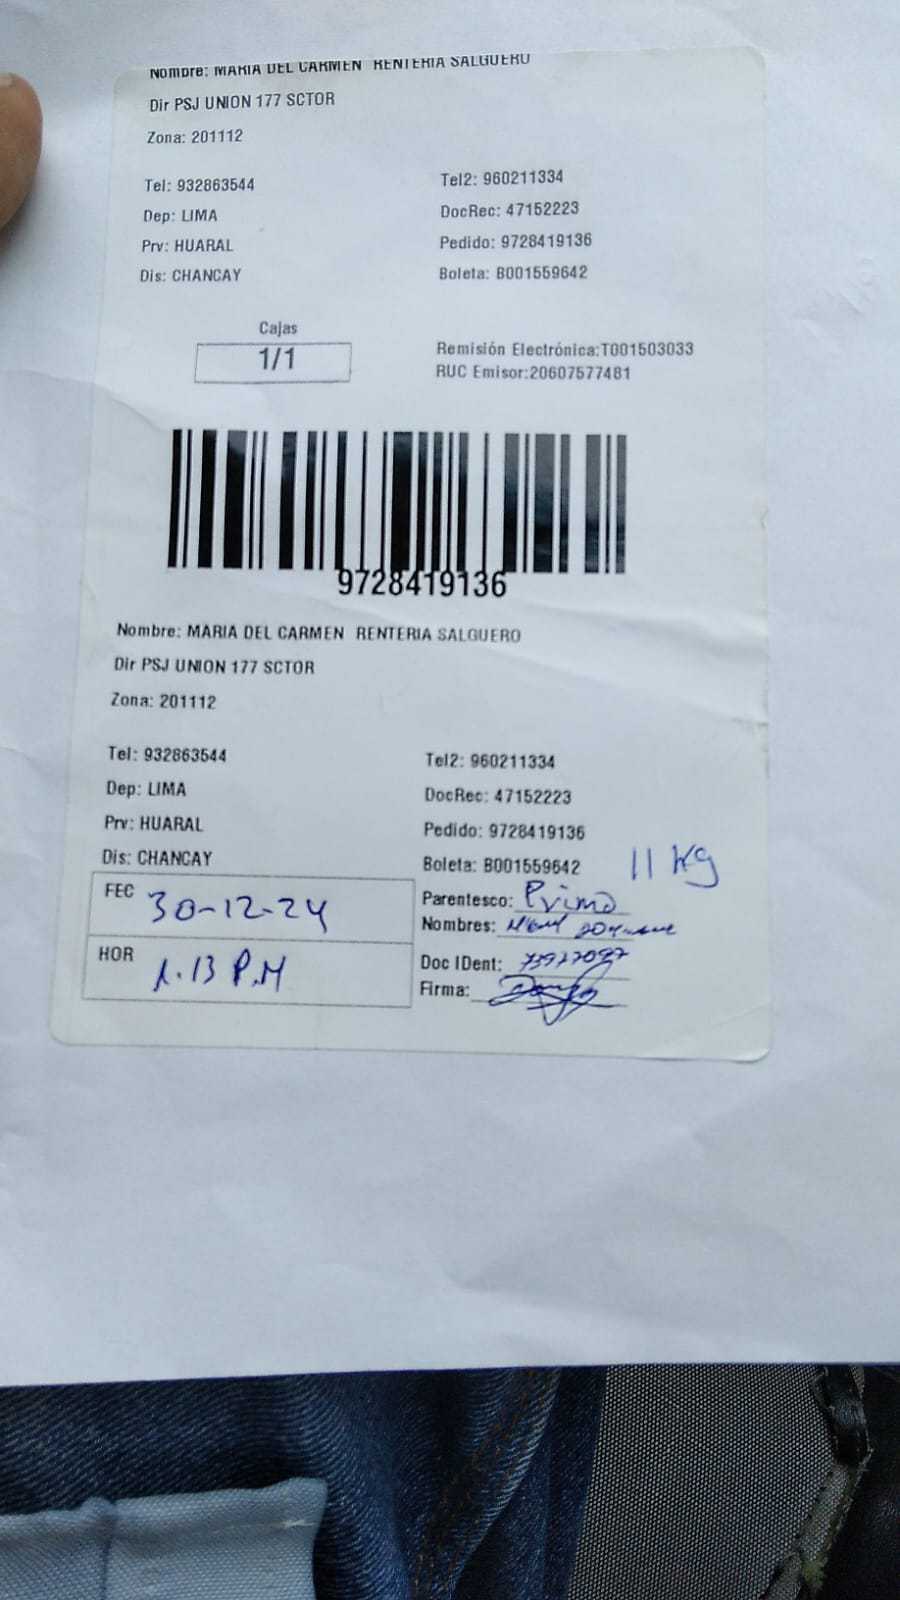 Nombre: MARIA DEL CARMEN RENTERIA SALGUERO
Dir PSJ UNION 177 SCTOR
Zona: 201112
Tel: 932863544 Tel2: 960211334
Dep: LIMA DocRec: 47152223
Prv: HUARAL Pedido: 9728419136
Dis: CHANCAY Boleta: B001559642
Cajas
1/1
Remisión Electrónica:T001503033
RUC Emisor:20607577481
9728419136
Nombre: MARIA DEL CARMEN RENTERIA SALGUERO
Dir PSJ UNION 177 SCTOR
Zona: 201112
Tel: 932863544 Tel2: 960211334
Dep: LIMA DocRec: 47152223
Prv: HUARAL Pedido: 9728419136
Dis: CHANCAY Boleta: B001559642 11 kg
FEC 30-12-24 Parentesco: Primo
Nombres:
HOR 1.13 P.M Doc IDent:
Firma: